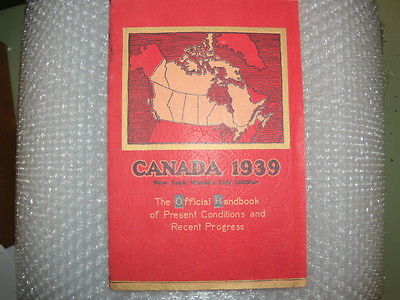 CANADA 1939
New York World's Fair Edition
The Official Handbook
of Present Conditions and
Recent Progress